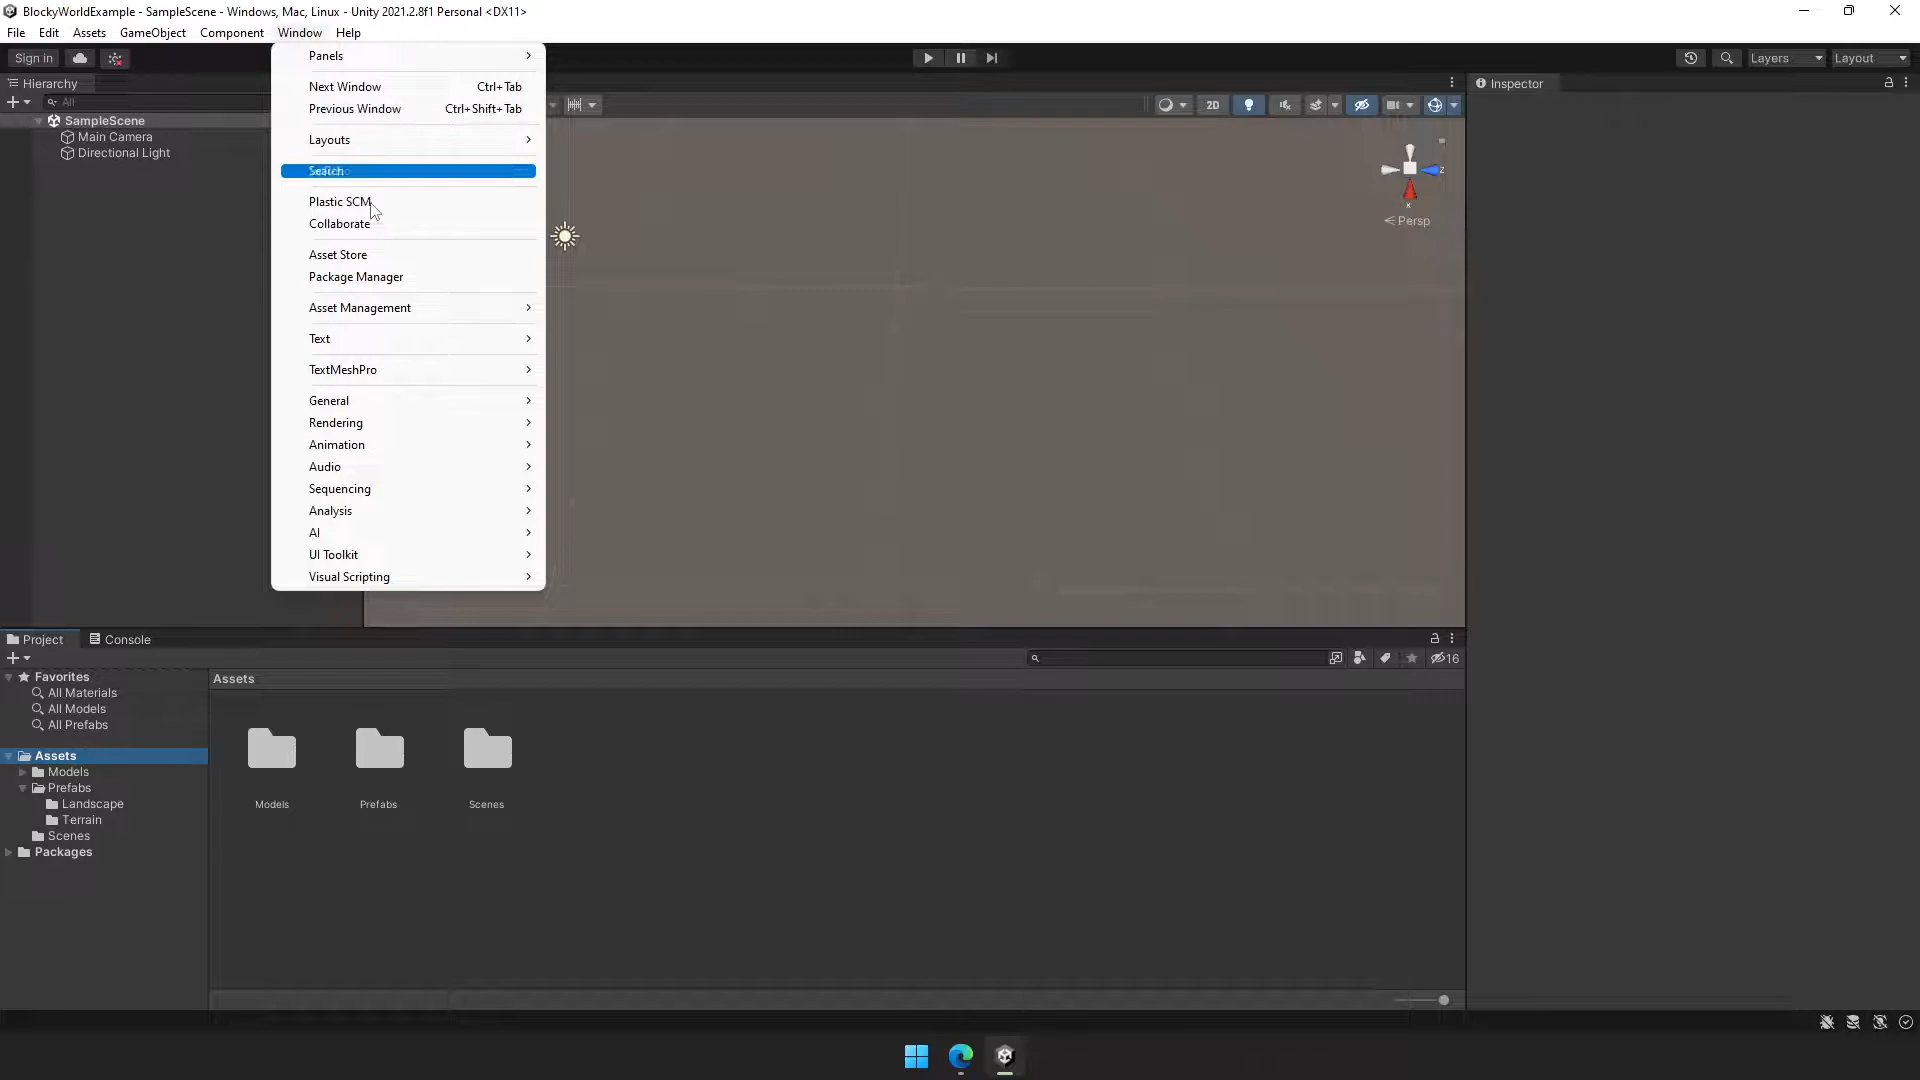 BlockyWorldExample - SampleScene - Windows, Mac, Linux - Unity 2021.2.8f1 Personal <DX11>
File Edit Assets GameObject Component Window Help
Sign in
Layers
Layout
Hierarchy
All
SampleScene
Main Camera
Directional Light
Panels
Next Window Ctrl+Tab
Previous Window Ctrl+Shift+Tab
Layouts
Search
Plastic SCM
Collaborate
Asset Store
Package Manager
Asset Management
Text
TextMeshPro
General
Rendering
Animation
Audio
Sequencing
Analysis
AI
UI Toolkit
Visual Scripting
2D
z
x
Persp
Inspector
Project
Console
16
Favorites
All Materials
All Models
All Prefabs
Assets
Models
Prefabs
Landscape
Terrain
Scenes
Packages
Assets
Models
Prefabs
Scenes